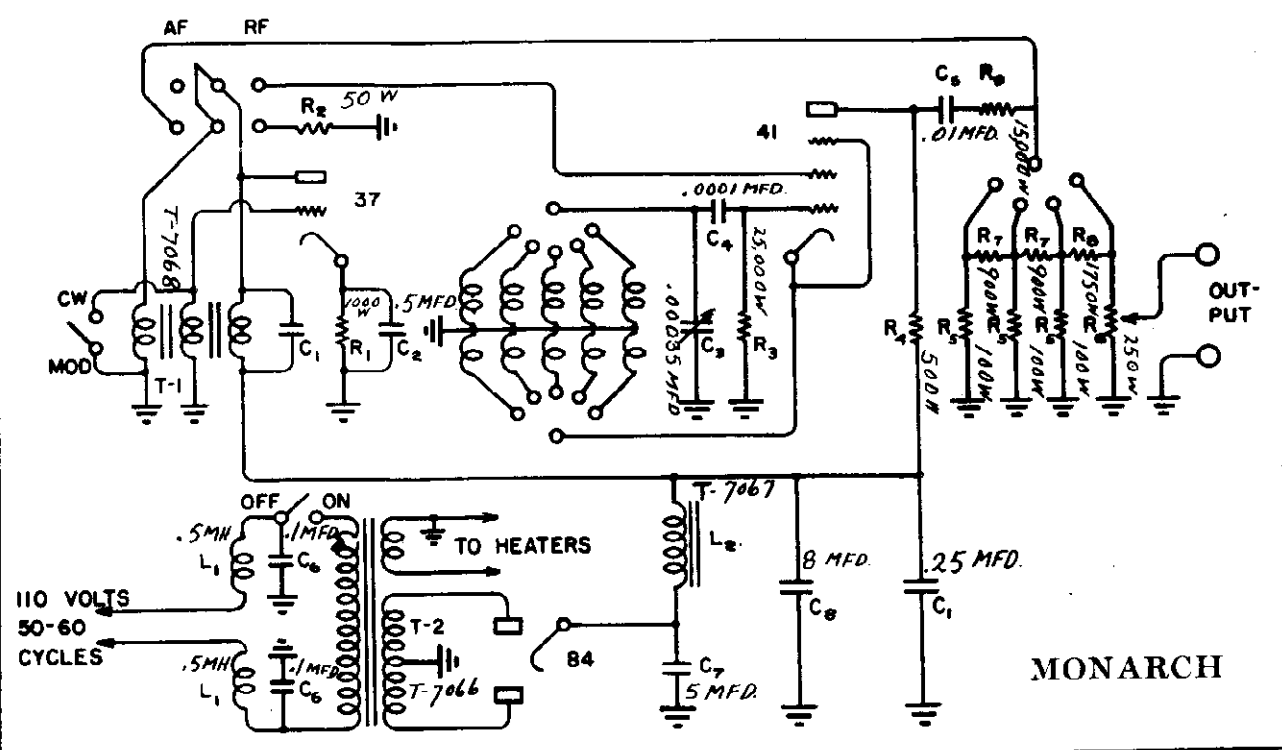 AF RF
R₂ 50 W
C₅ R₉
.01 MFD.
15,000 W
41
37
T-7068
.0001 MFD.
C₄
25,00 W
R₇ R₇ R₈
900 W 900 W 1750 W
CW
MOD
T-1
C₁
1000 W
R₁
.5 MFD
C₂
.00035 MFD
C₃
R₃
R₄
500 W
R₅ R₅ R₆ R₆
100 W 100 W 100 W 250 W
OUT-
PUT
OFF ON
T-7067
L₂.
.5 MH .1 MFD.
L₁ C₆
TO HEATERS
8 MFD.
C₈
.25 MFD.
C₁
110 VOLTS
50-60
CYCLES
T-2
84
.5 MH .1 MFD.
L₁ C₆
T-7066
C₇
5 MFD.
MONARCH